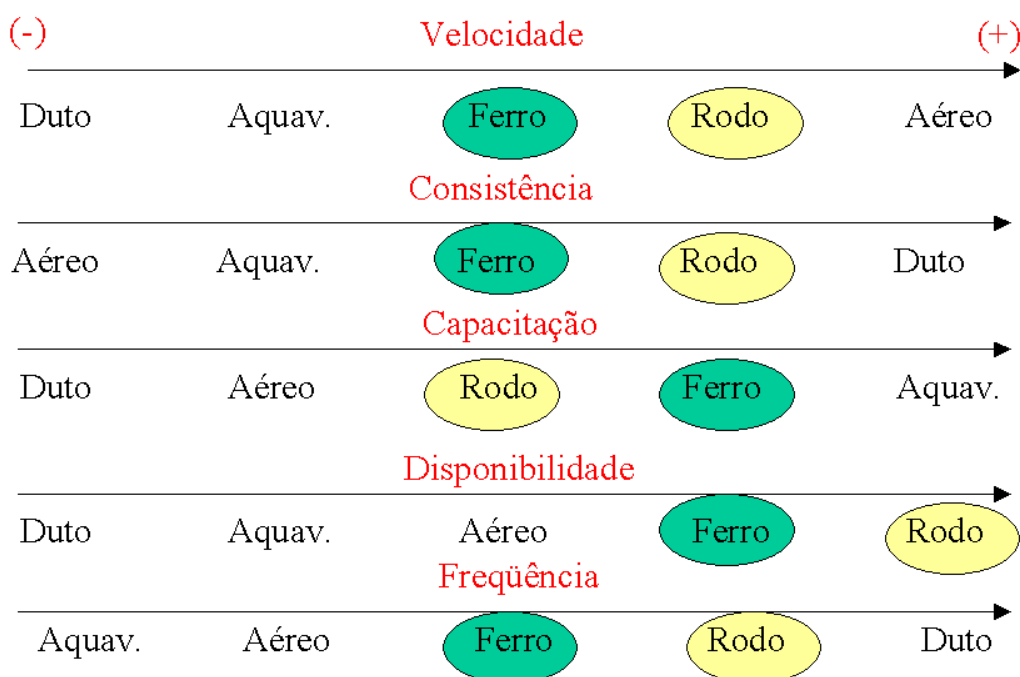 (-) Velocidade (+)
Duto Aquav. Ferro Rodo Aéreo
Consistência
Aéreo Aquav. Ferro Rodo Duto
Capacitação
Duto Aéreo Rodo Ferro Aquav.
Disponibilidade
Duto Aquav. Aéreo Ferro Rodo
Freqüência
Aquav. Aéreo Ferro Rodo Duto